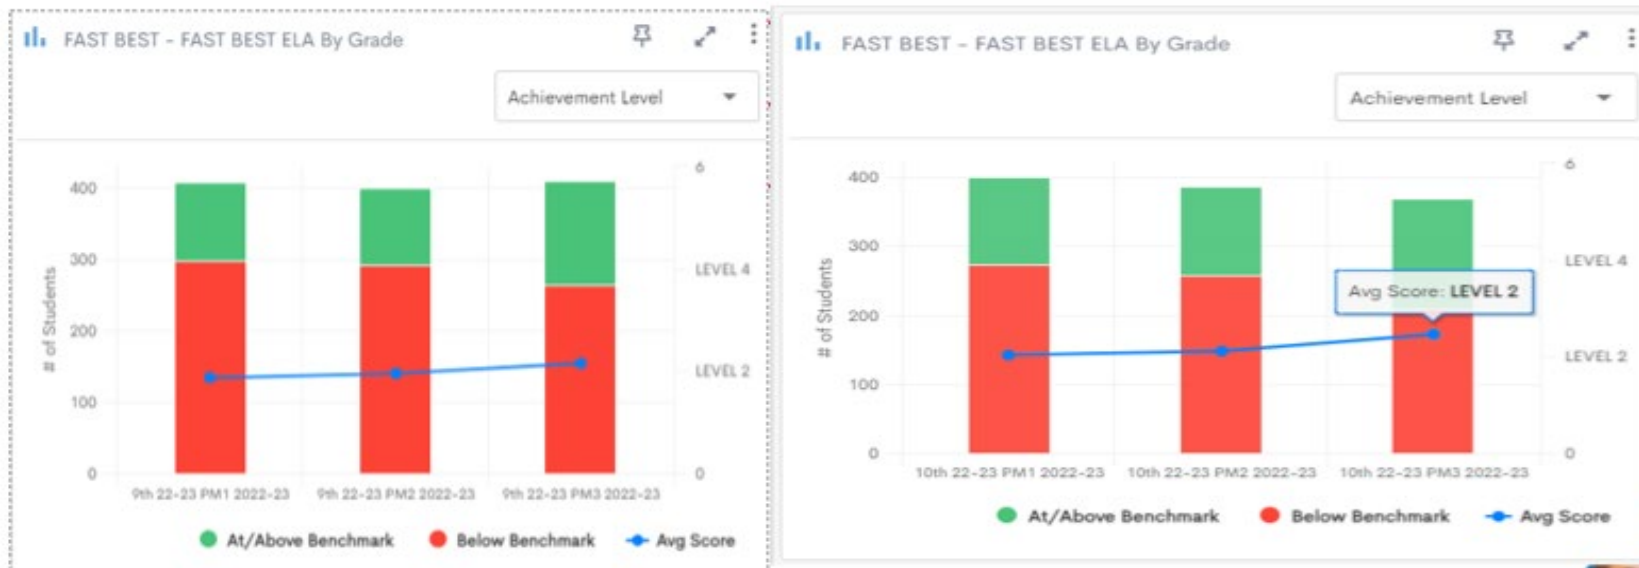 FAST BEST - FAST BEST ELA By Grade
Achievement Level
6
400
300
LEVEL 4
200
LEVEL 2
100
0
0
# of Students
9th 22-23 PM1 2022-23
9th 22-23 PM2 2022-23
9th 22-23 PM3 2022-23
At/Above Benchmark
Below Benchmark
Avg Score
FAST BEST - FAST BEST ELA By Grade
Achievement Level
6
400
300
LEVEL 4
Avg Score: LEVEL 2
200
LEVEL 2
100
0
0
# of Students
10th 22-23 PM1 2022-23
10th 22-23 PM2 2022-23
10th 22-23 PM3 2022-23
At/Above Benchmark
Below Benchmark
Avg Score